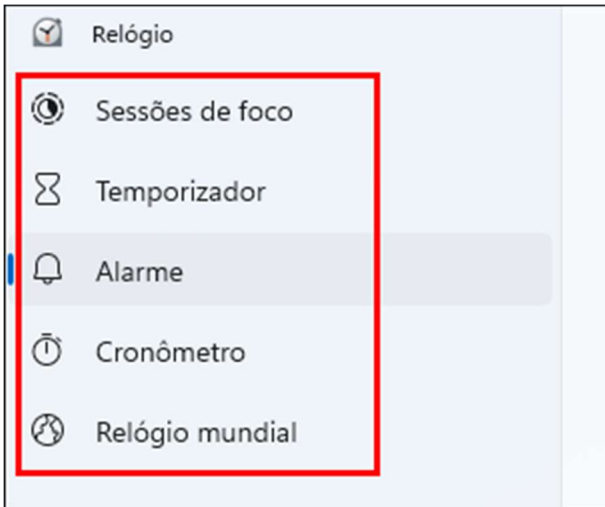 Relógio
Sessões de foco
Temporizador
Alarme
Cronômetro
Relógio mundial